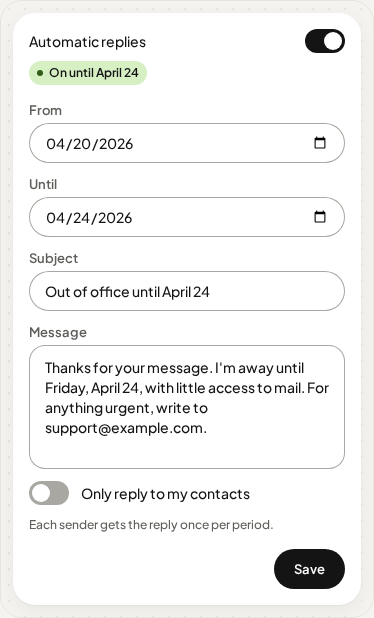 Automatic replies
On until April 24
From
04/20/2026
Until
04/24/2026
Subject
Out of office until April 24
Message
Thanks for your message. I'm away until
Friday, April 24, with little access to mail. For
anything urgent, write to
support@example.com.
Only reply to my contacts
Each sender gets the reply once per period.
Save